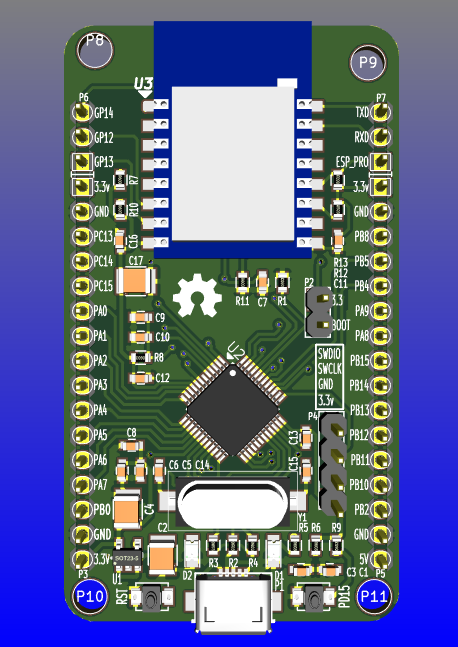 P8
P9
U3
P6
P7
GP14
TXD
GP12
RXD
GP13
ESP_PRO
3.3v
R7
3.3v
GND
R10
GND
PC13
C16
PB8
PC14
R13
PB5
R12
C17
C11
PC15
R11
C7
R1
P2
PB4
3.3
PA0
C9
PA9
BOOT
PA1
C10
PA8
U2
SWDIO
PA2
R8
SWCLK
PB15
GND
PA3
C12
PB14
3.3v
PA4
P4
PB13
PA5
C8
C13
PB12
PA6
C6 C5 C14
C15
PB11
PA7
PB10
PB0
C4
Y1
PB2
C2
R5 R6 R9
GND
R3 R2 R4
GND
3.3v
SOT23-5
5V
P3
U1
D2
D1
P1
C3 C1
P5
P10
RST
PD15
P11